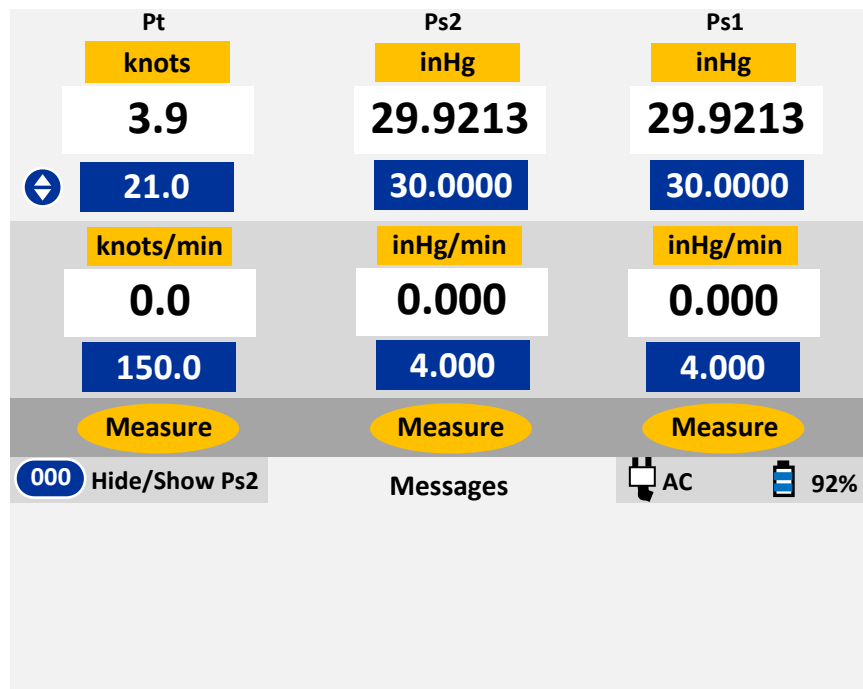 Pt Ps2 Ps1
knots inHg inHg
3.9 29.9213 29.9213
21.0 30.0000 30.0000
knots/min inHg/min inHg/min
0.0 0.000 0.000
150.0 4.000 4.000
Measure Measure Measure
000 Hide/Show Ps2 Messages AC 92%